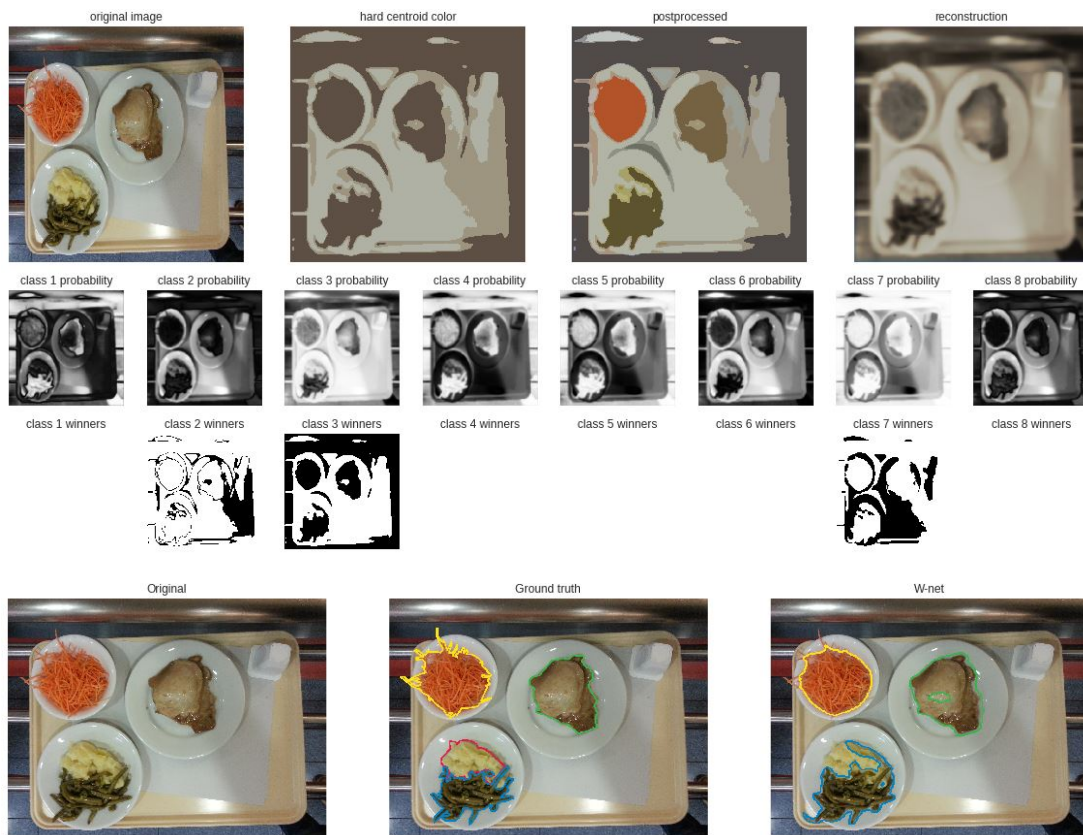 original image
hard centroid color
postprocessed
reconstruction
class 1 probability
class 2 probability
class 3 probability
class 4 probability
class 5 probability
class 6 probability
class 7 probability
class 8 probability
class 1 winners
class 2 winners
class 3 winners
class 4 winners
class 5 winners
class 6 winners
class 7 winners
class 8 winners
Original
Ground truth
W-net